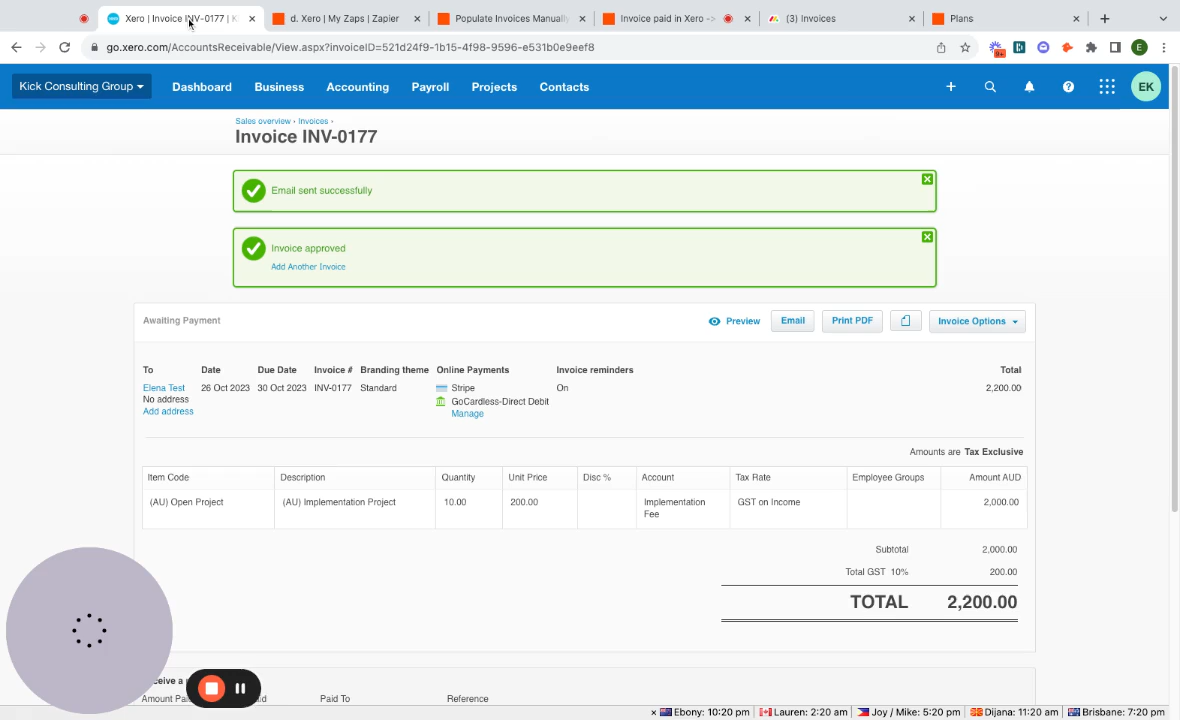 Xero | Invoice INV-0177 | K
d. Xero | My Zaps | Zapier
Populate Invoices Manually
Invoice paid in Xero ->
(3) Invoices
Plans
go.xero.com/AccountsReceivable/View.aspx?invoiceID=521d24f9-1b15-4f98-9596-e531b0e9eef8
9+
E
Kick Consulting Group
Dashboard
Business
Accounting
Payroll
Projects
Contacts
EK
Sales overview › Invoices ›
Invoice INV-0177
Email sent successfully
Invoice approved
Add Another Invoice
Awaiting Payment
Preview
Email
Print PDF
Invoice Options
To Date Due Date Invoice # Branding theme Online Payments Invoice reminders Total
Elena Test 26 Oct 2023 30 Oct 2023 INV-0177 Standard Stripe On 2,200.00
No address GoCardless-Direct Debit
Add address Manage
Amounts are Tax Exclusive
Item Code Description Quantity Unit Price Disc % Account Tax Rate Employee Groups Amount AUD
(AU) Open Project (AU) Implementation Project 10.00 200.00 Implementation GST on Income 2,000.00
Fee
Subtotal 2,000.00
Total GST 10% 200.00
TOTAL 2,200.00
Paid To Reference
Ebony: 10:20 pm Lauren: 2:20 am Joy / Mike: 5:20 pm Dijana: 11:20 am Brisbane: 7:20 pm